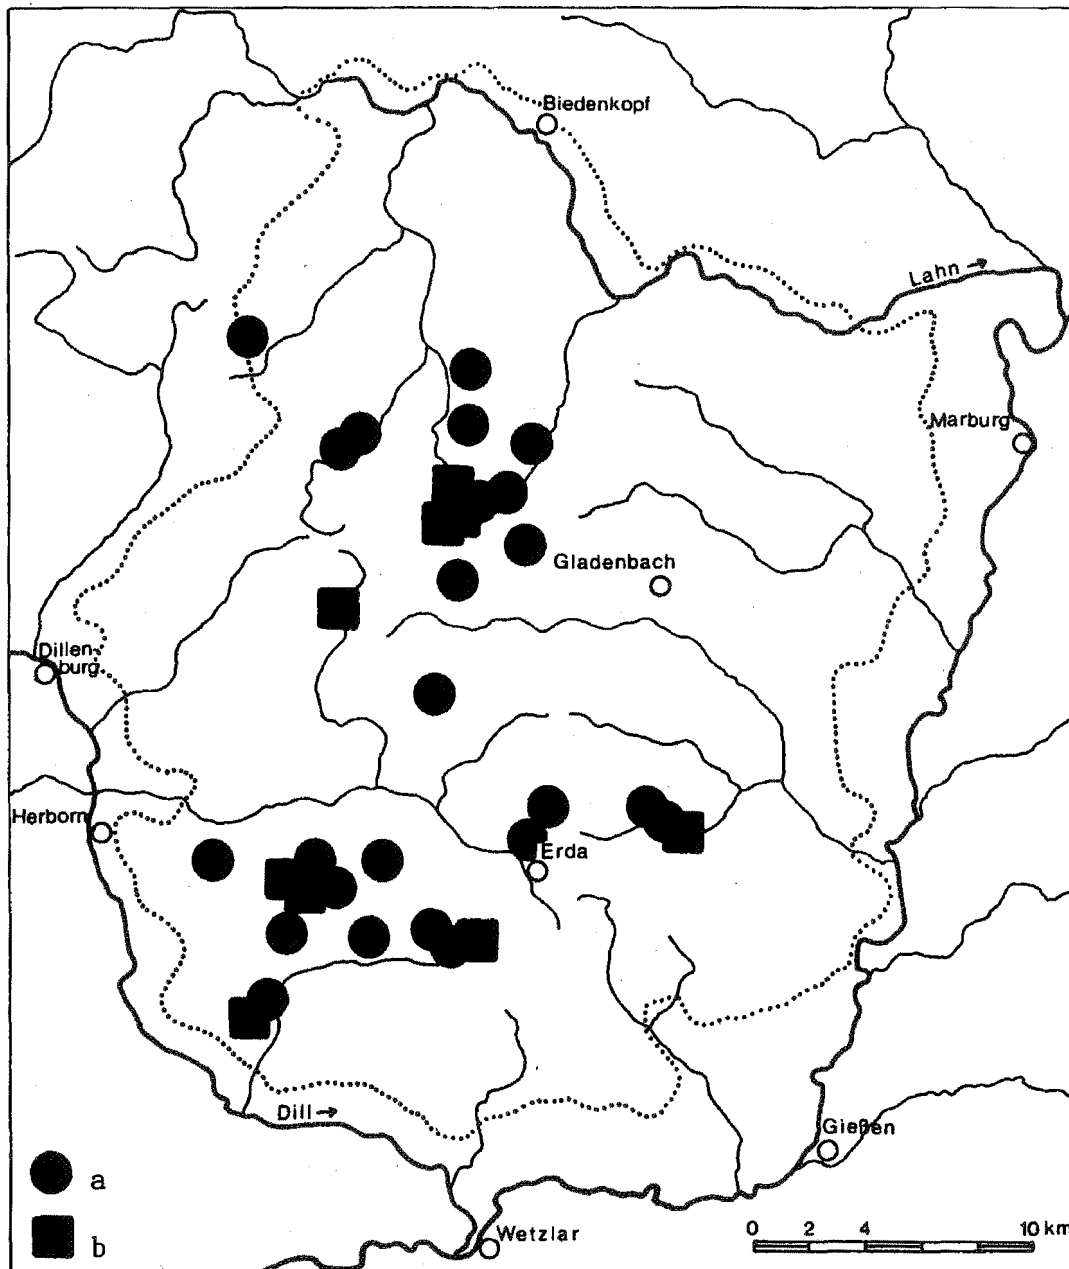 Biedenkopf
Lahn →
Marburg
Gladenbach
Dillen-
burg
Herborn
Erda
Dill →
Gießen
a
b
Wetzlar
0 2 4 10 km